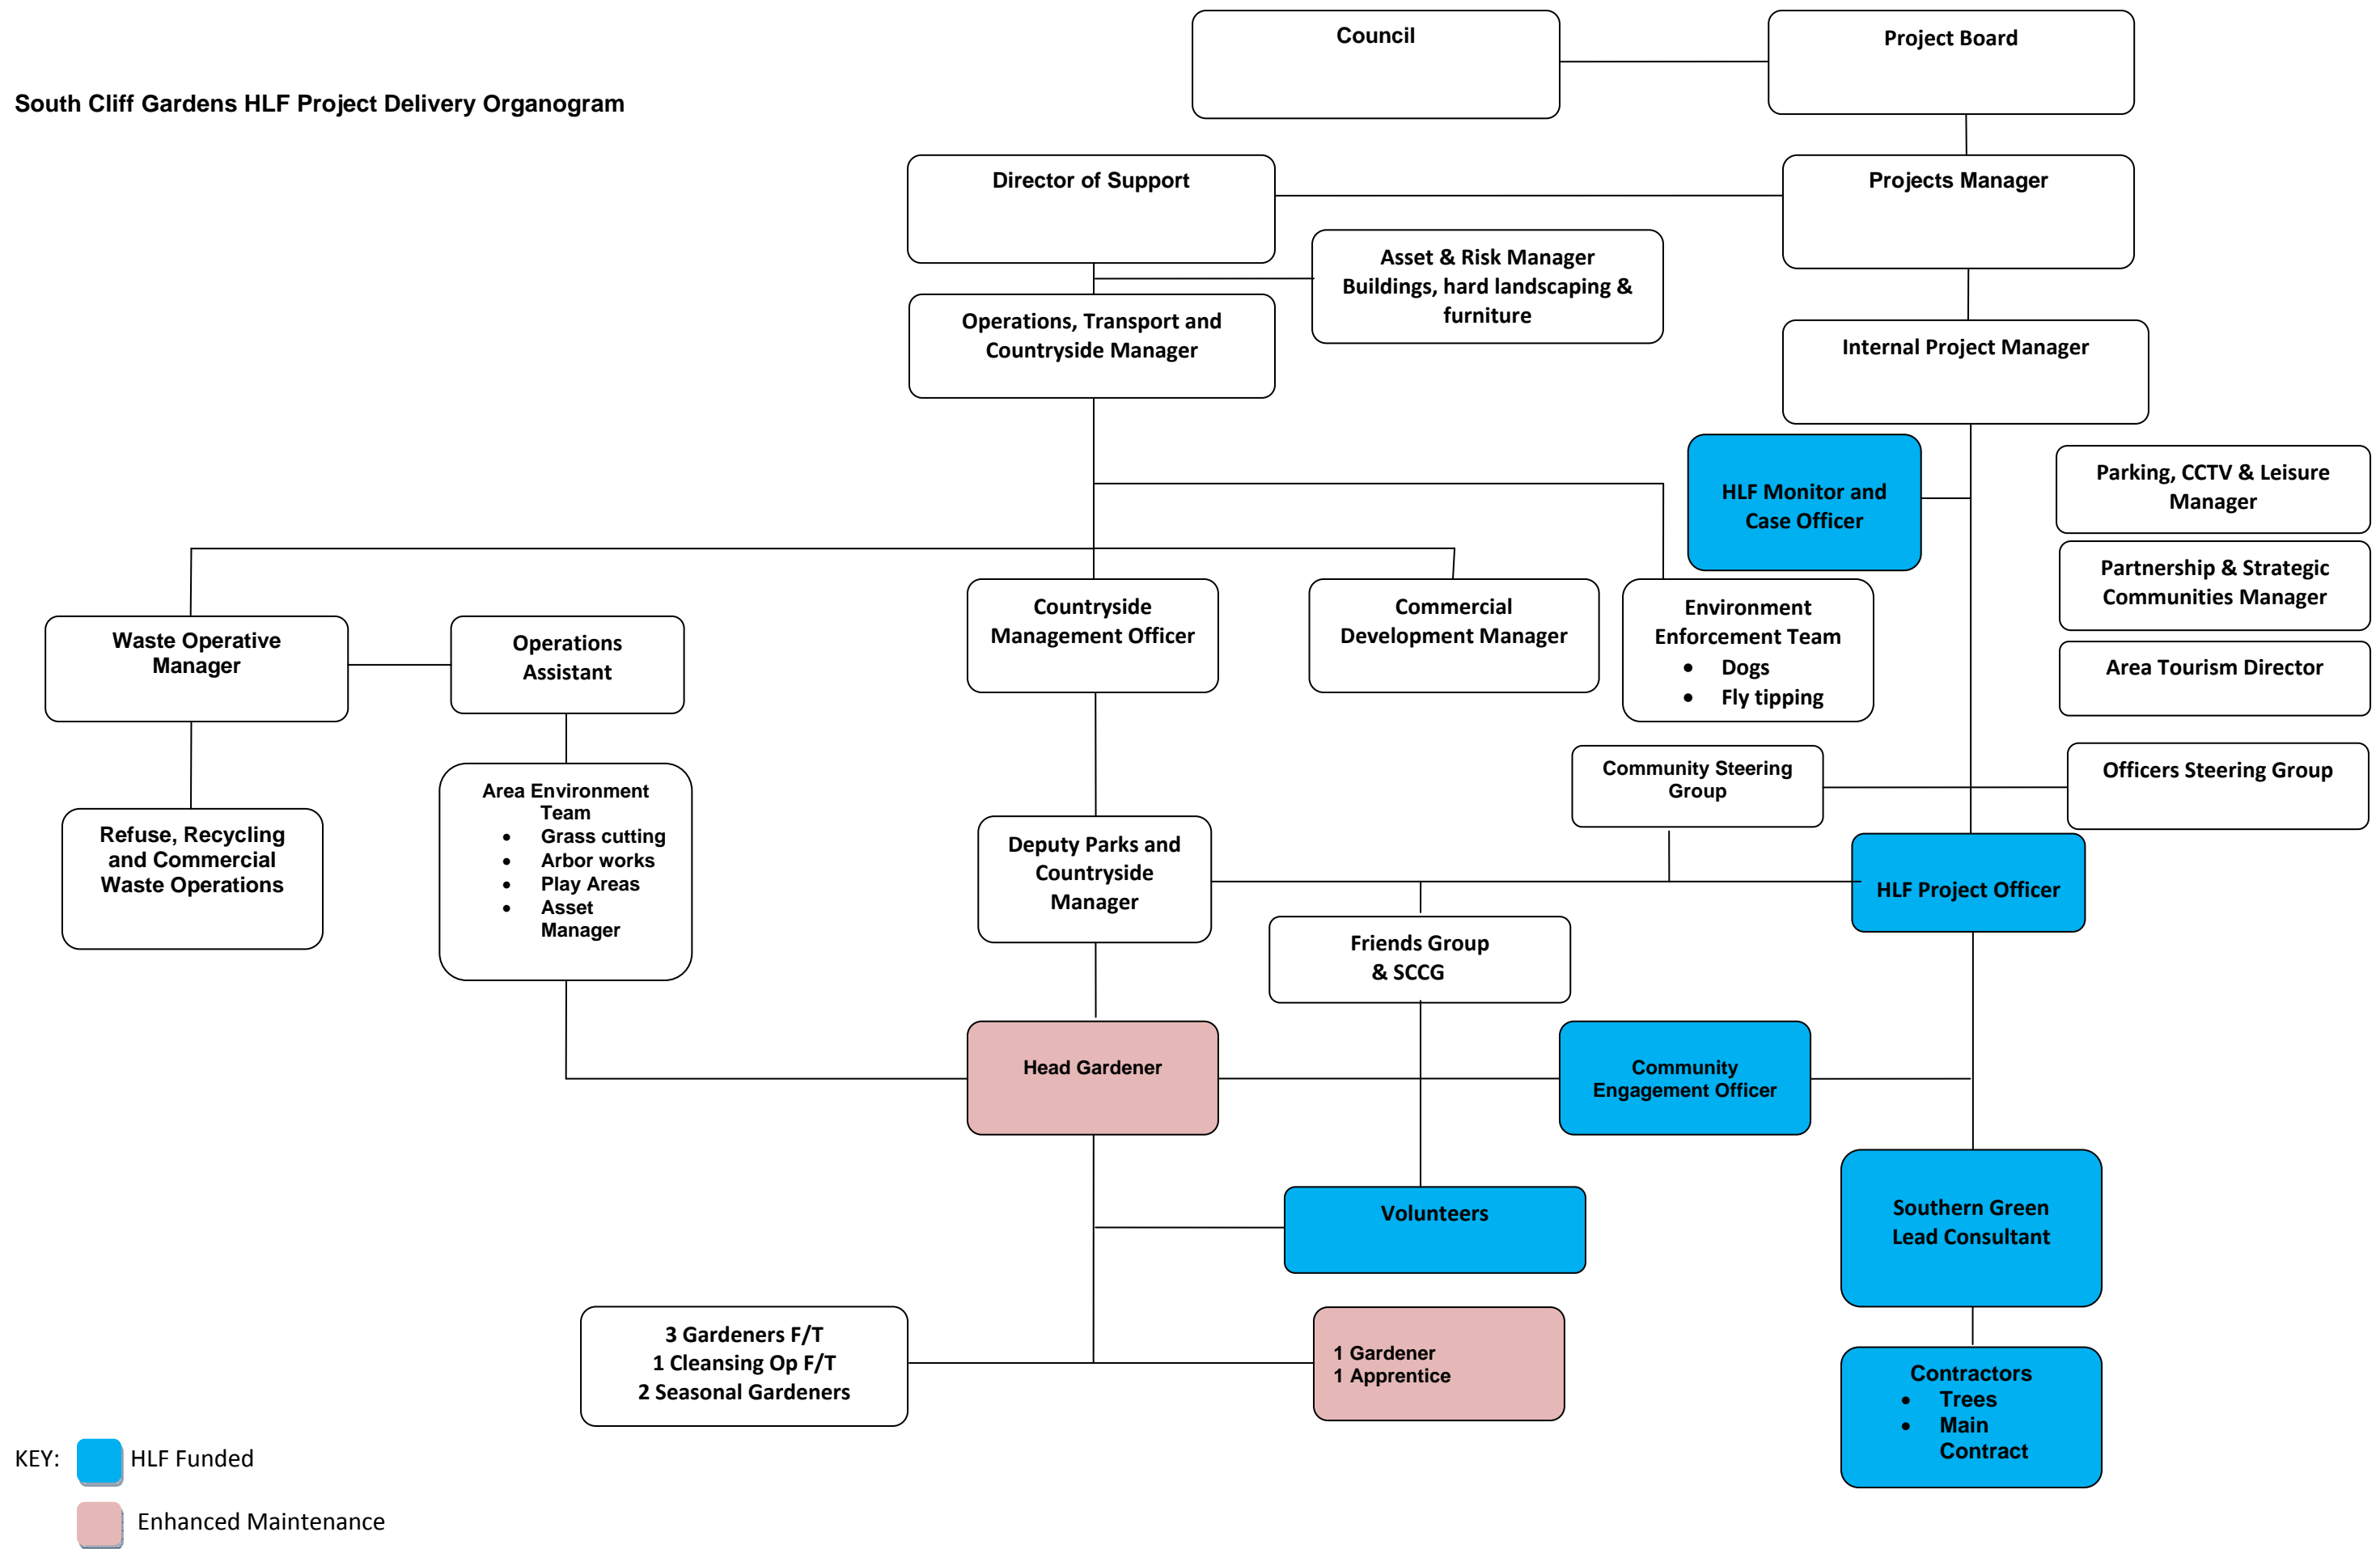 Council
Project Board
South Cliff Gardens HLF Project Delivery Organogram
Director of Support
Projects Manager
Asset & Risk Manager
Buildings, hard landscaping &
furniture
Operations, Transport and
Countryside Manager
Internal Project Manager
HLF Monitor and
Case Officer
Parking, CCTV & Leisure
Manager
Partnership & Strategic
Communities Manager
Area Tourism Director
Waste Operative
Manager
Operations
Assistant
Countryside
Management Officer
Commercial
Development Manager
Environment
Enforcement Team
• Dogs
• Fly tipping
Community Steering
Group
Officers Steering Group
Area Environment
Team
• Grass cutting
• Arbor works
• Play Areas
• Asset
Manager
Refuse, Recycling
and Commercial
Waste Operations
Deputy Parks and
Countryside
Manager
HLF Project Officer
Friends Group
& SCCG
Head Gardener
Community
Engagement Officer
Volunteers
Southern Green
Lead Consultant
3 Gardeners F/T
1 Cleansing Op F/T
2 Seasonal Gardeners
1 Gardener
1 Apprentice
Contractors
• Trees
• Main
Contract
KEY:
HLF Funded
Enhanced Maintenance